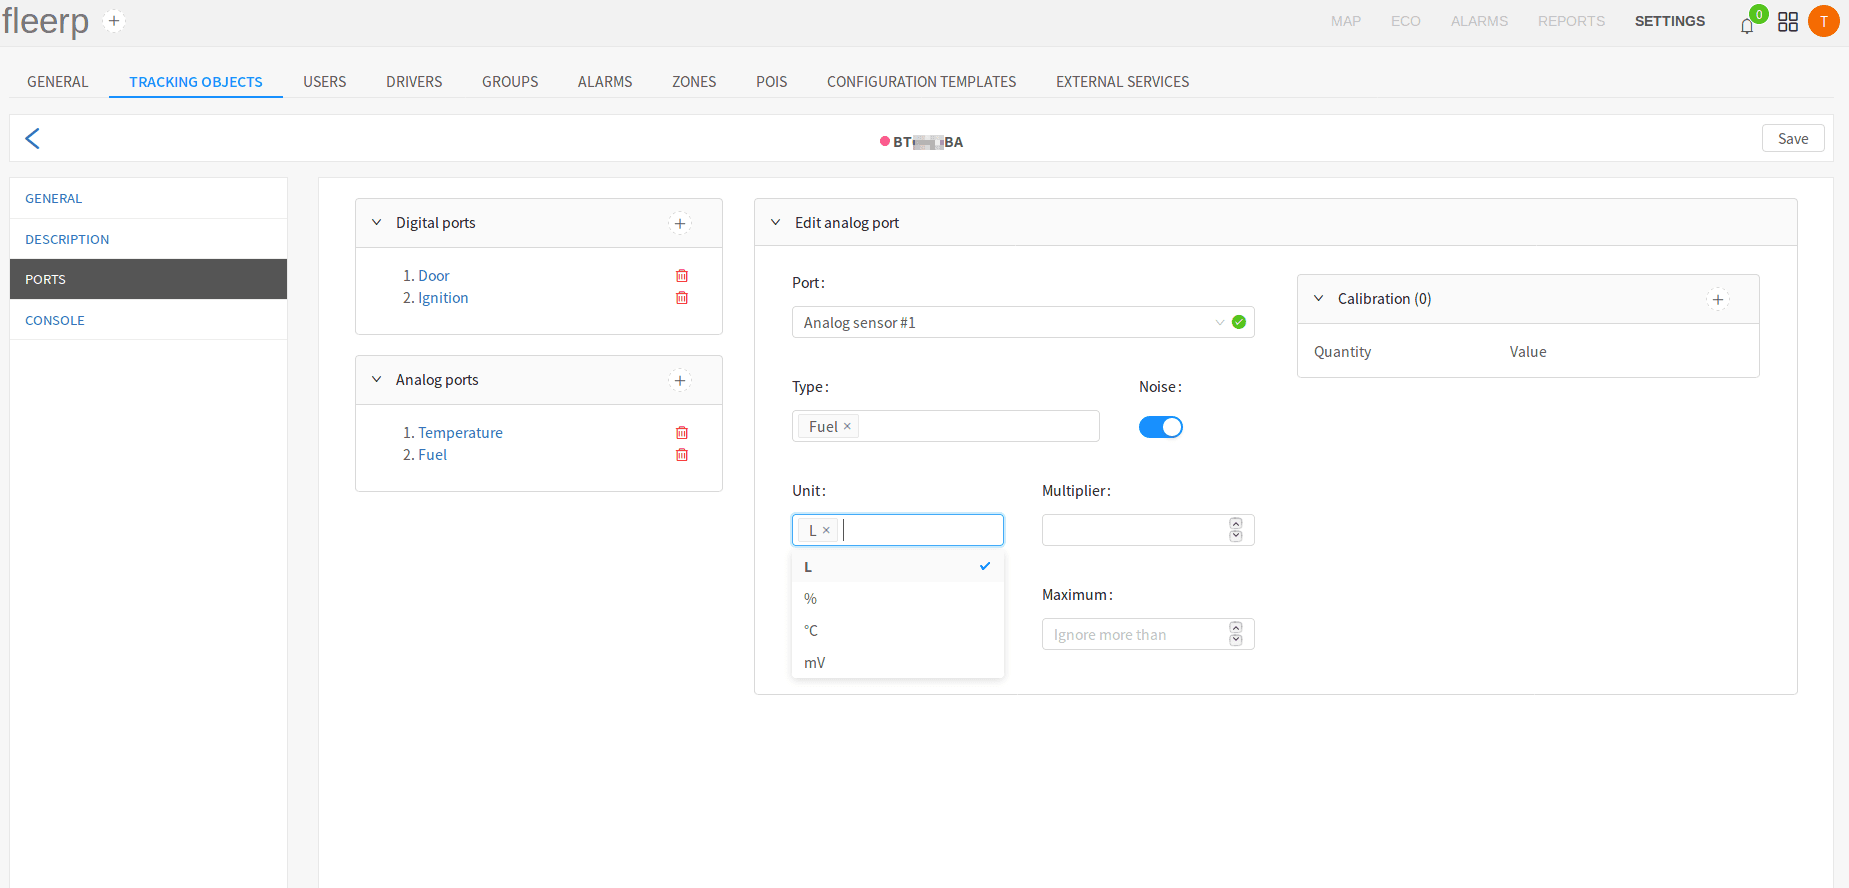 fleerp + MAP ECO ALARMS REPORTS SETTINGS 0 T
GENERAL TRACKING OBJECTS USERS DRIVERS GROUPS ALARMS ZONES POIS CONFIGURATION TEMPLATES EXTERNAL SERVICES
BT BA Save
GENERAL
DESCRIPTION
PORTS
CONSOLE
Digital ports
1. Door
2. Ignition
Analog ports
1. Temperature
2. Fuel
Edit analog port
Port:
Analog sensor #1
Type: Noise:
Fuel ×
Unit: Multiplier:
L ×
L
%
°C
mV
Maximum:
Ignore more than
Calibration (0)
Quantity Value